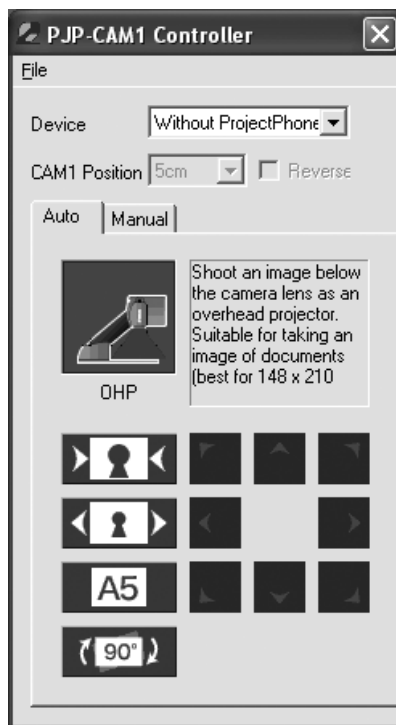 PJP-CAM1 Controller
File
Device
Without ProjectPhone
CAM1 Position
5cm
Reverse
Auto
Manual
Shoot an image below
the camera lens as an
overhead projector.
Suitable for taking an
image of documents
(best for 148 x 210
OHP
A5
90°